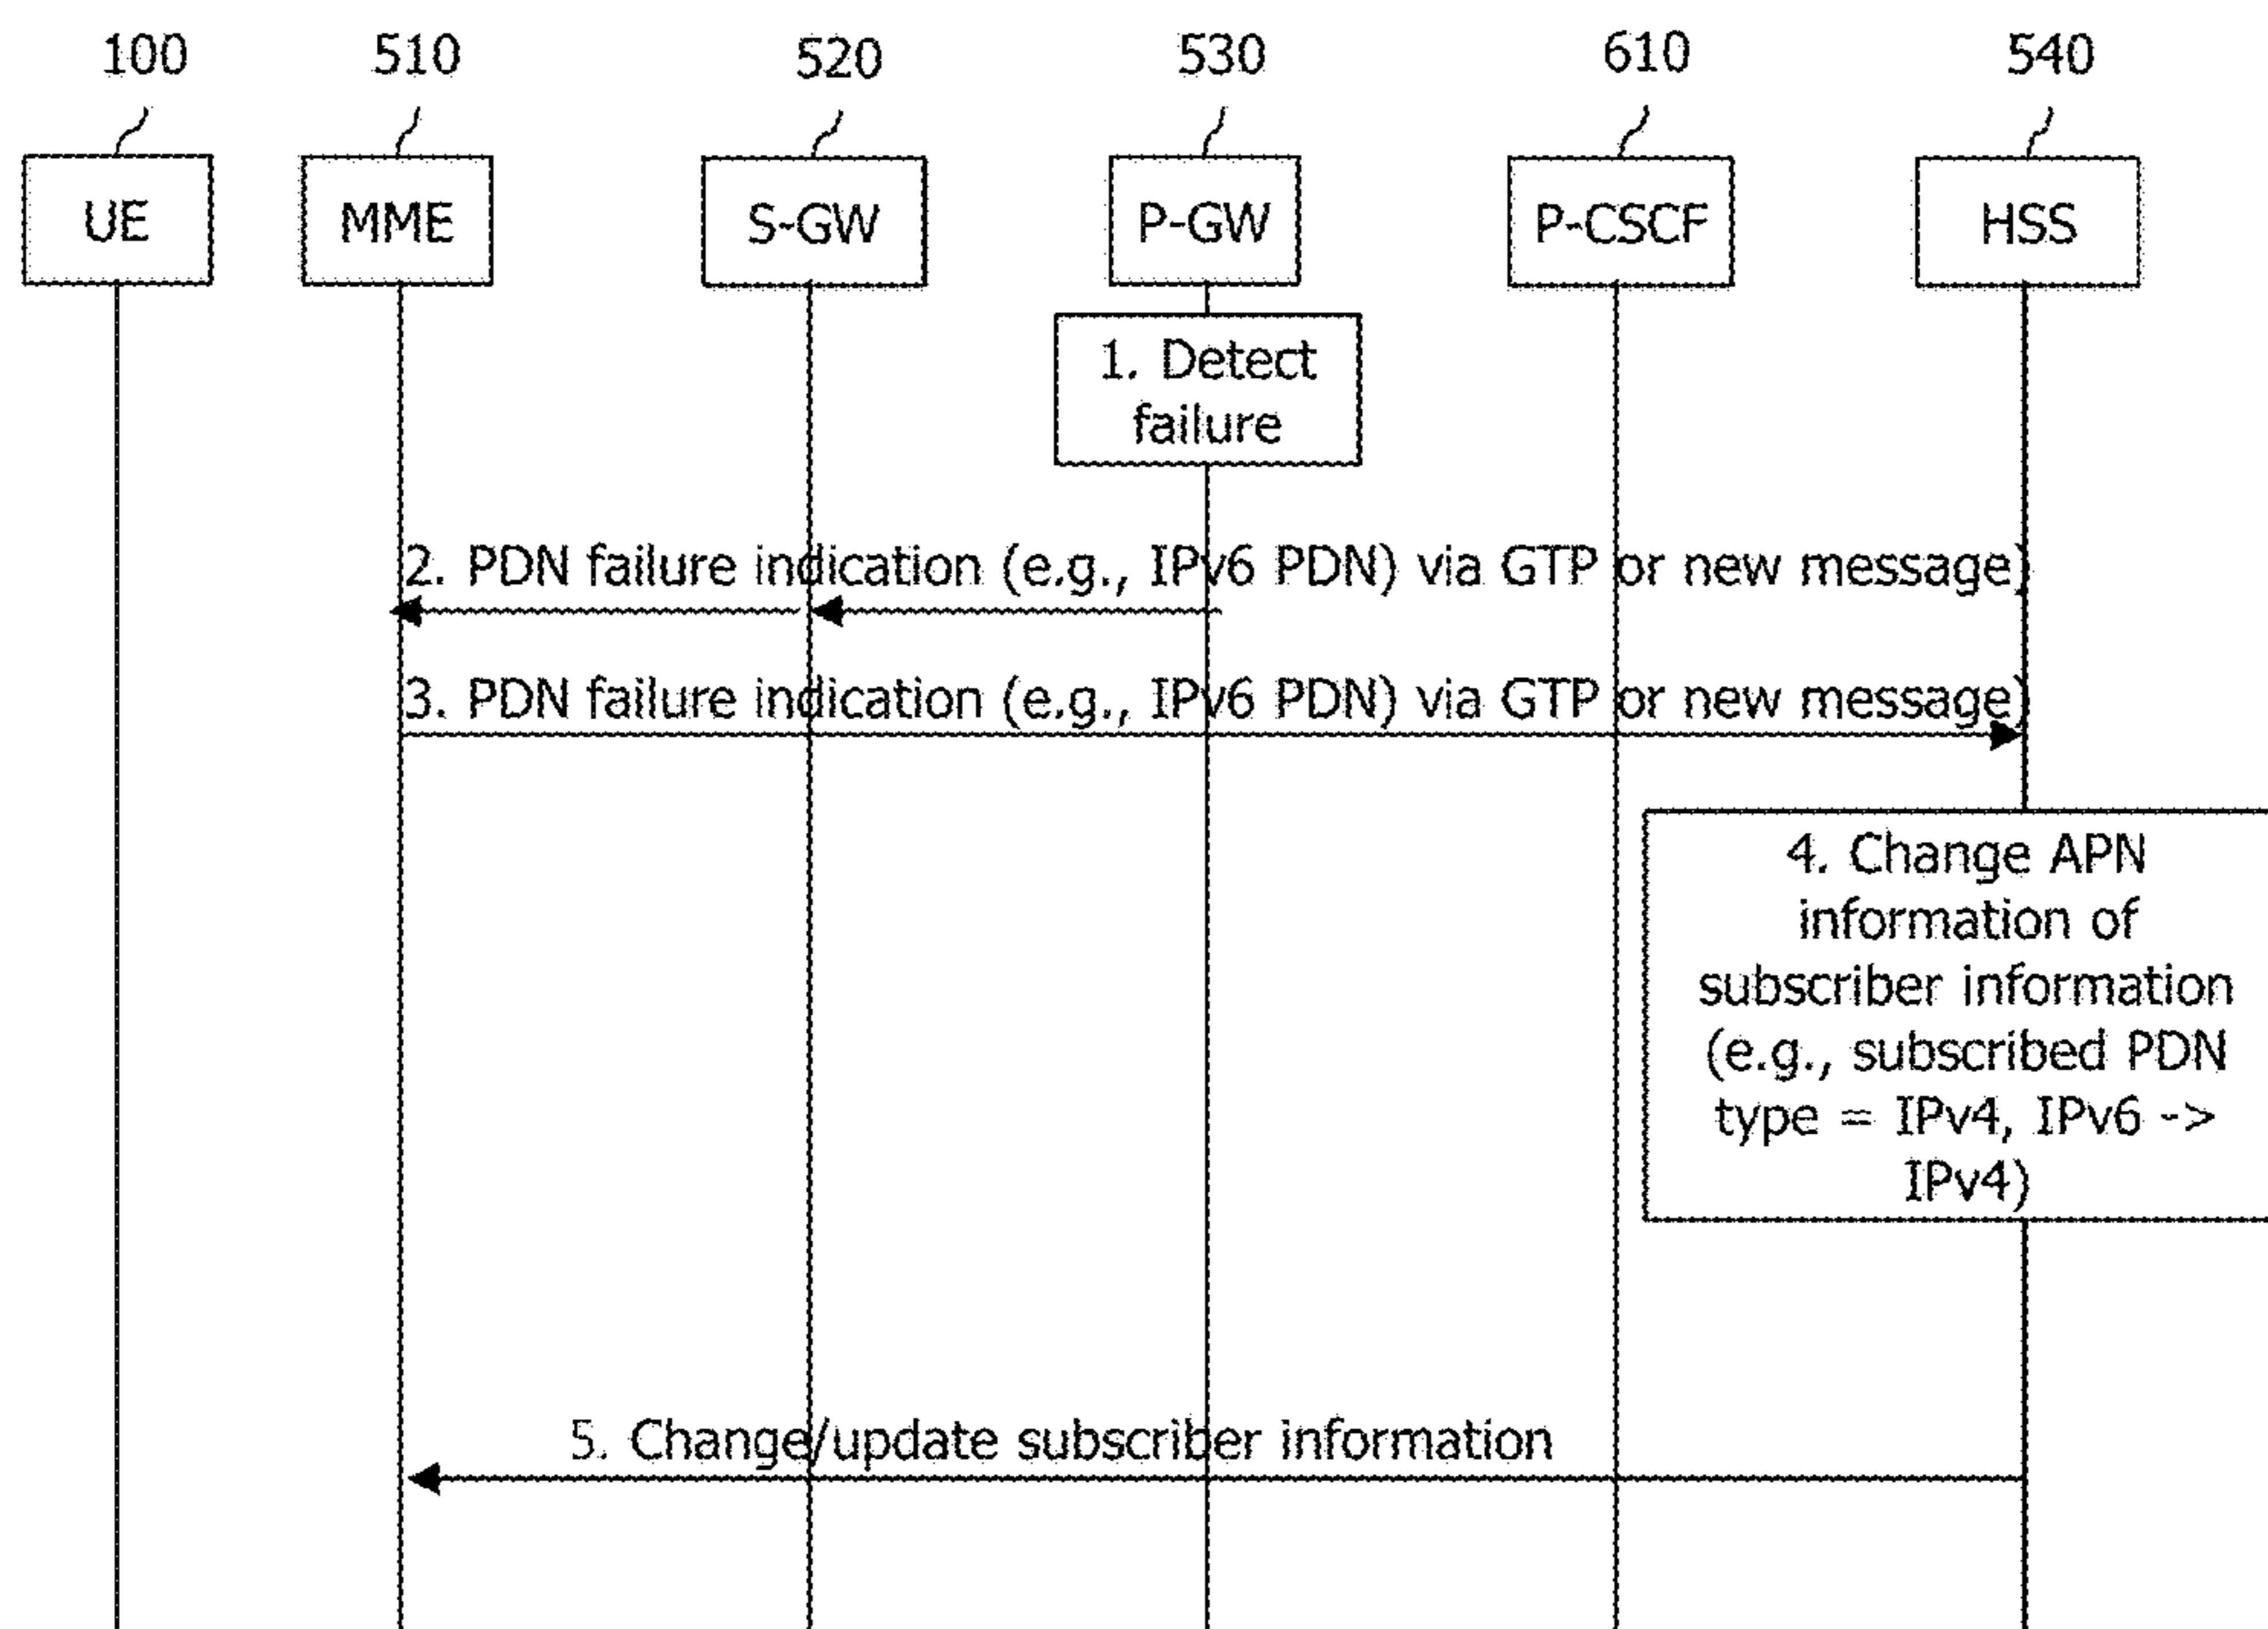 100 510 520 530 610 540
UE MME S-GW P-GW P-CSCF HSS
1. Detect
failure
2. PDN failure indication (e.g., IPv6 PDN) via GTP or new message)
3. PDN failure indication (e.g., IPv6 PDN) via GTP or new message)
4. Change APN
information of
subscriber information
(e.g., subscribed PDN
type = IPv4, IPv6 ->
IPv4)
5. Change/update subscriber information